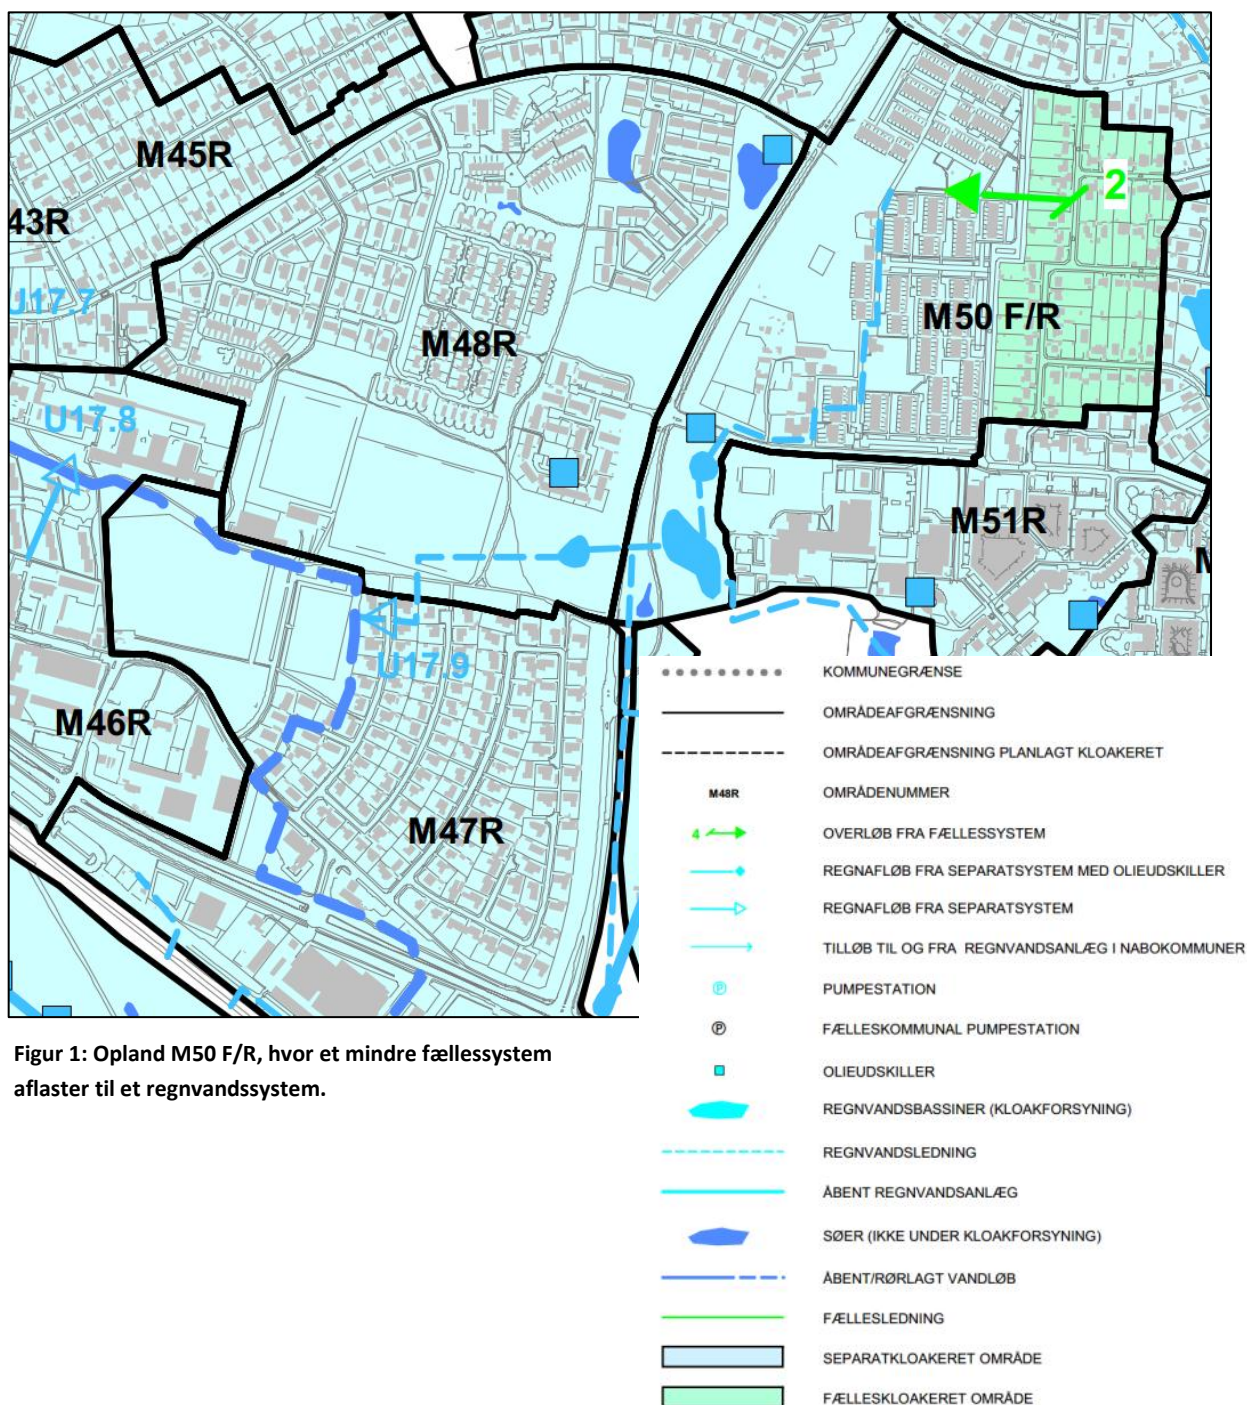 M45R
43R
U17.7
M48R
2
M50 F/R
U17.8
M51R
M
U17.9
M46R
M47R
KOMMUNEGRÆNSE
OMRÅDEAFGRÆNSNING
OMRÅDEAFGRÆNSNING PLANLAGT KLOAKERET
M48R OMRÅDENUMMER
4 OVERLØB FRA FÆLLESSYSTEM
REGNAFLØB FRA SEPARATSYSTEM MED OLIEUDSKILLER
REGNAFLØB FRA SEPARATSYSTEM
TILLØB TIL OG FRA REGNVANDSANLÆG I NABOKOMMUNER
P PUMPESTATION
P FÆLLESKOMMUNAL PUMPESTATION
OLIEUDSKILLER
REGNVANDSBASSINER (KLOAKFORSYNING)
REGNVANDSLEDNING
ÅBENT REGNVANDSANLÆG
SØER (IKKE UNDER KLOAKFORSYNING)
ÅBENT/RØRLAGT VANDLØB
FÆLLESLEDNING
SEPARATKLOAKERET OMRÅDE
FÆLLESKLOAKERET OMRÅDE
Figur 1: Opland M50 F/R, hvor et mindre fællessystem
aflaster til et regnvandssystem.